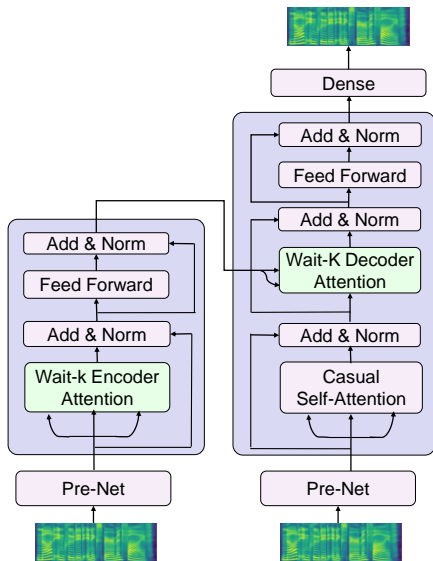 Dense
Add & Norm
Feed Forward
Add & Norm
Wait-K Decoder
Attention
Add & Norm
Casual
Self-Attention
Pre-Net
Add & Norm
Feed Forward
Add & Norm
Wait-k Encoder
Attention
Pre-Net